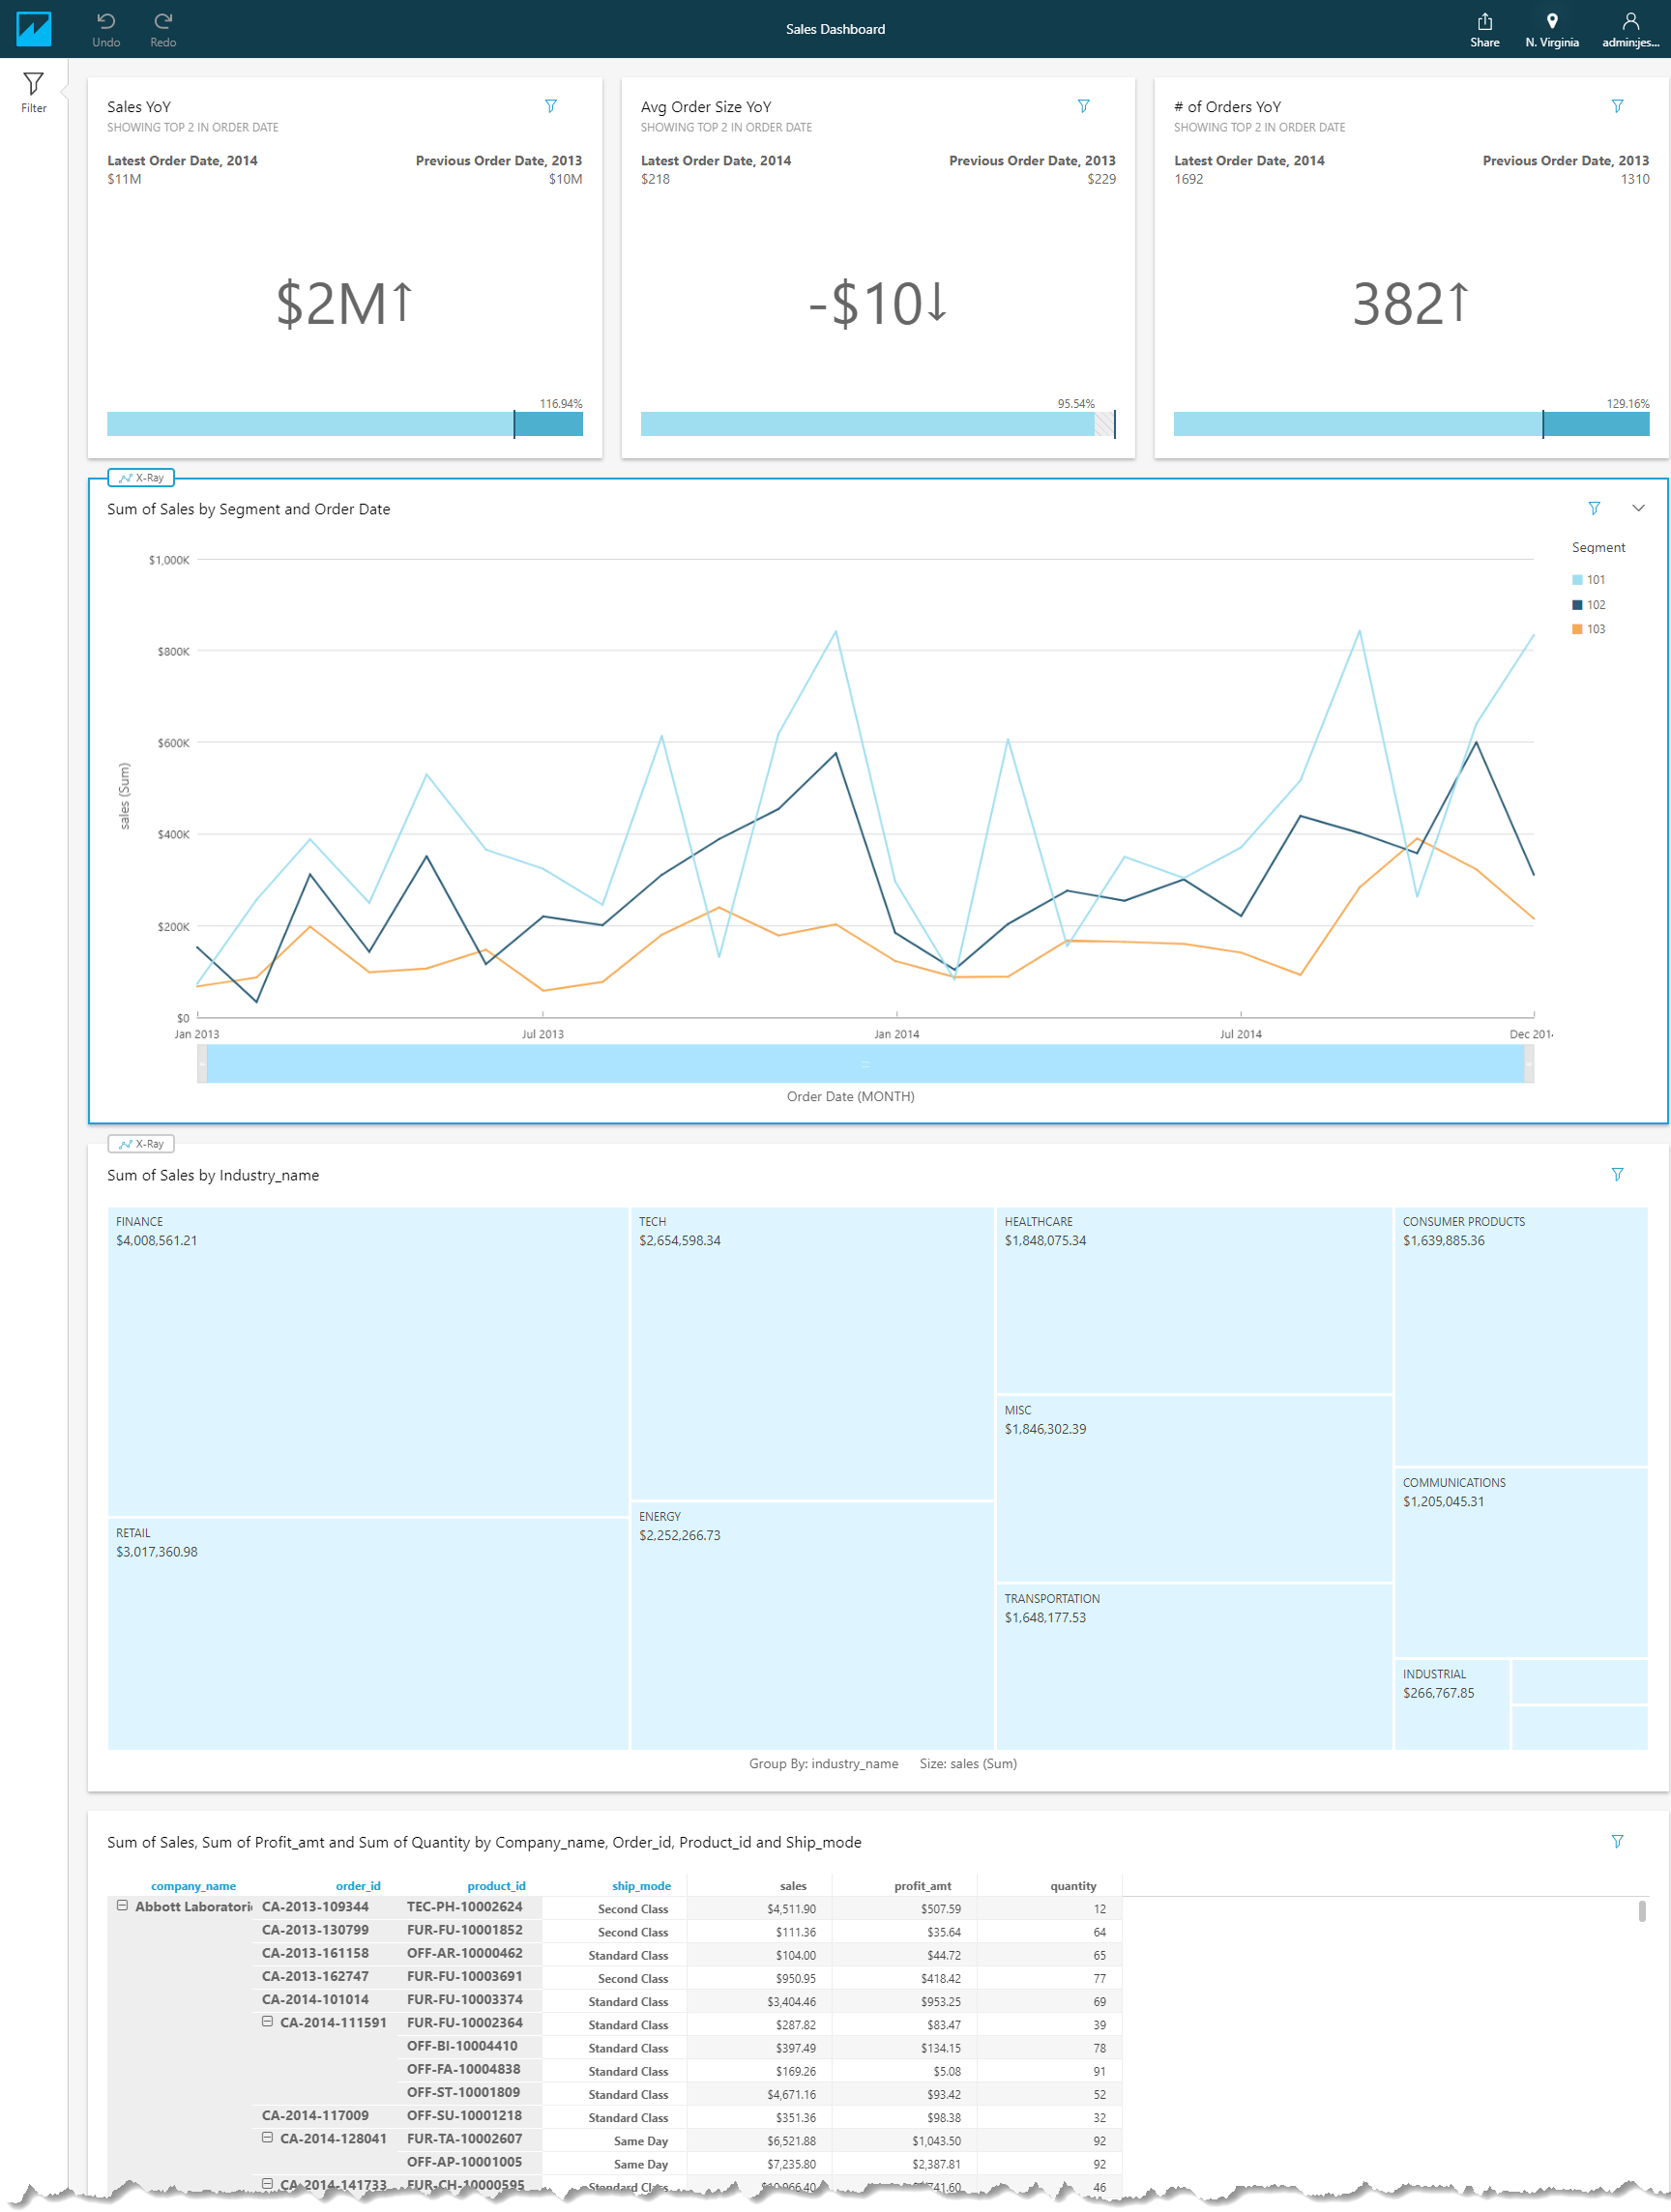 Undo
Redo
Sales Dashboard
Share
N. Virginia
admin:jes...
Filter
Sales YoY
SHOWING TOP 2 IN ORDER DATE
Latest Order Date, 2014 Previous Order Date, 2013
$11M $10M
$2M↑
116.94%
Avg Order Size YoY
SHOWING TOP 2 IN ORDER DATE
Latest Order Date, 2014 Previous Order Date, 2013
$218 $229
-$10↓
95.54%
# of Orders YoY
SHOWING TOP 2 IN ORDER DATE
Latest Order Date, 2014 Previous Order Date, 2013
1692 1310
382↑
129.16%
X-Ray
Sum of Sales by Segment and Order Date
Segment
101
102
103
$1,000K
$800K
$600K
$400K
$200K
$0
sales (Sum)
Jan 2013 Jul 2013 Jan 2014 Jul 2014 Dec 201
Order Date (MONTH)
X-Ray
Sum of Sales by Industry_name
FINANCE
$4,008,561.21
RETAIL
$3,017,360.98
TECH
$2,654,598.34
ENERGY
$2,252,266.73
HEALTHCARE
$1,848,075.34
MISC
$1,846,302.39
TRANSPORTATION
$1,648,177.53
CONSUMER PRODUCTS
$1,639,885.36
COMMUNICATIONS
$1,205,045.31
INDUSTRIAL
$266,767.85
Group By: industry_name Size: sales (Sum)
Sum of Sales, Sum of Profit_amt and Sum of Quantity by Company_name, Order_id, Product_id and Ship_mode
company_name order_id product_id ship_mode sales profit_amt quantity
Abbott Laboratori CA-2013-109344 TEC-PH-10002624 Second Class $4,511.90 $507.59 12
CA-2013-130799 FUR-FU-10001852 Second Class $111.36 $35.64 64
CA-2013-161158 OFF-AR-10000462 Standard Class $104.00 $44.72 65
CA-2013-162747 FUR-FU-10003691 Second Class $950.95 $418.42 77
CA-2014-101014 FUR-FU-10003374 Standard Class $3,404.46 $953.25 69
CA-2014-111591 FUR-FU-10002364 Standard Class $287.82 $83.47 39
OFF-BI-10004410 Standard Class $397.49 $134.15 78
OFF-FA-10004838 Standard Class $169.26 $5.08 91
OFF-ST-10001809 Standard Class $4,671.16 $93.42 52
CA-2014-117009 OFF-SU-10001218 Standard Class $351.36 $98.38 32
CA-2014-128041 FUR-TA-10002607 Same Day $6,521.88 $1,043.50 92
OFF-AP-10001005 Same Day $7,235.80 $2,387.81 92
CA-2014-141733 FUR-CH-10000595 Standard Class 46